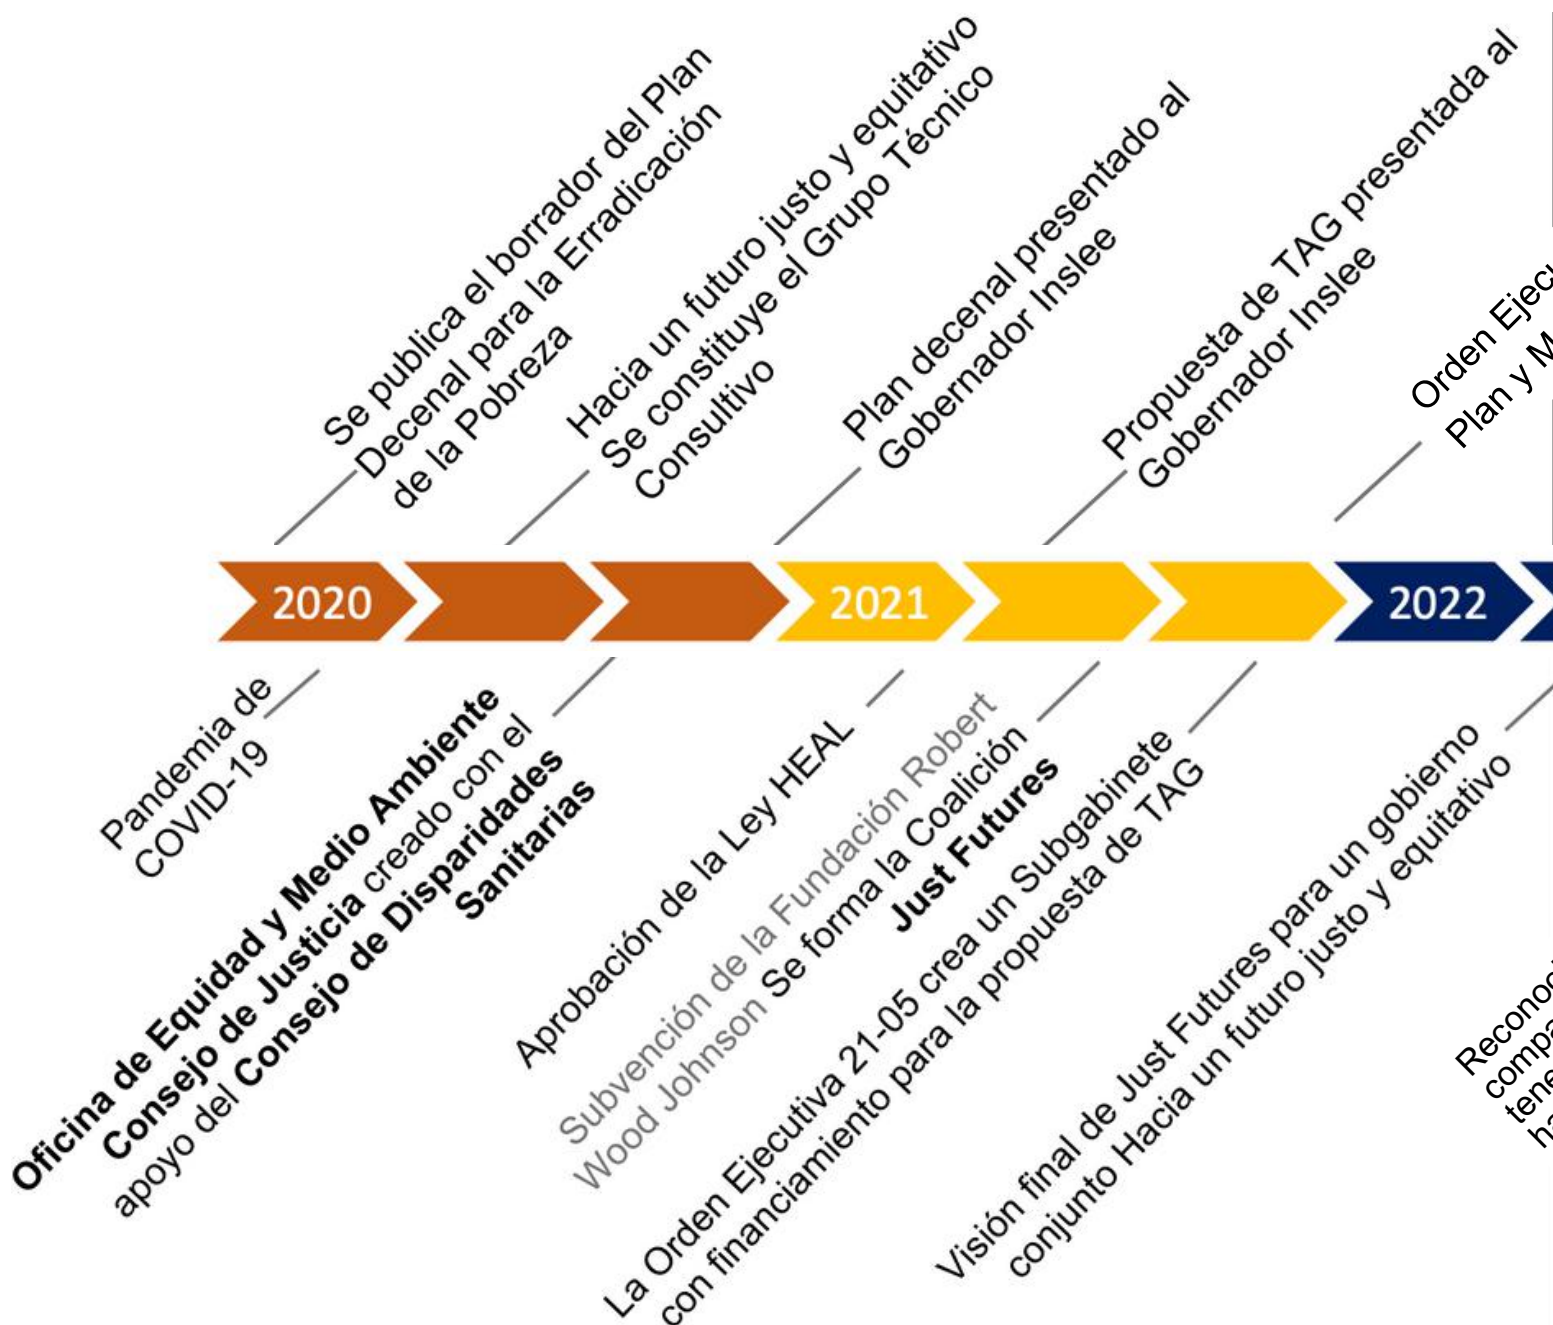 Se publica el borrador del Plan
Decenal para la Erradicación
de la Pobreza
Hacia un futuro justo y equitativo
Se constituye el Grupo Técnico
Consultivo
Plan decenal presentado al
Gobernador Inslee
Propuesta de TAG presentada al
Gobernador Inslee
Orden
Plan y
2020
2021
2022
Pandemia de
COVID-19
Oficina de Equidad y Medio Ambiente
Consejo de Justicia creado con el
apoyo del Consejo de Disparidades
Sanitarias
Aprobación de la Ley HEAL
Subvención de la Fundación Robert
Wood Johnson Se forma la Coalición
Just Futures
La Orden Ejecutiva 21-05 crea un Subgabinete
con financiamiento para la propuesta de TAG
Visión final de Just Futures para un gobierno
conjunto Hacia un futuro justo y equitativo